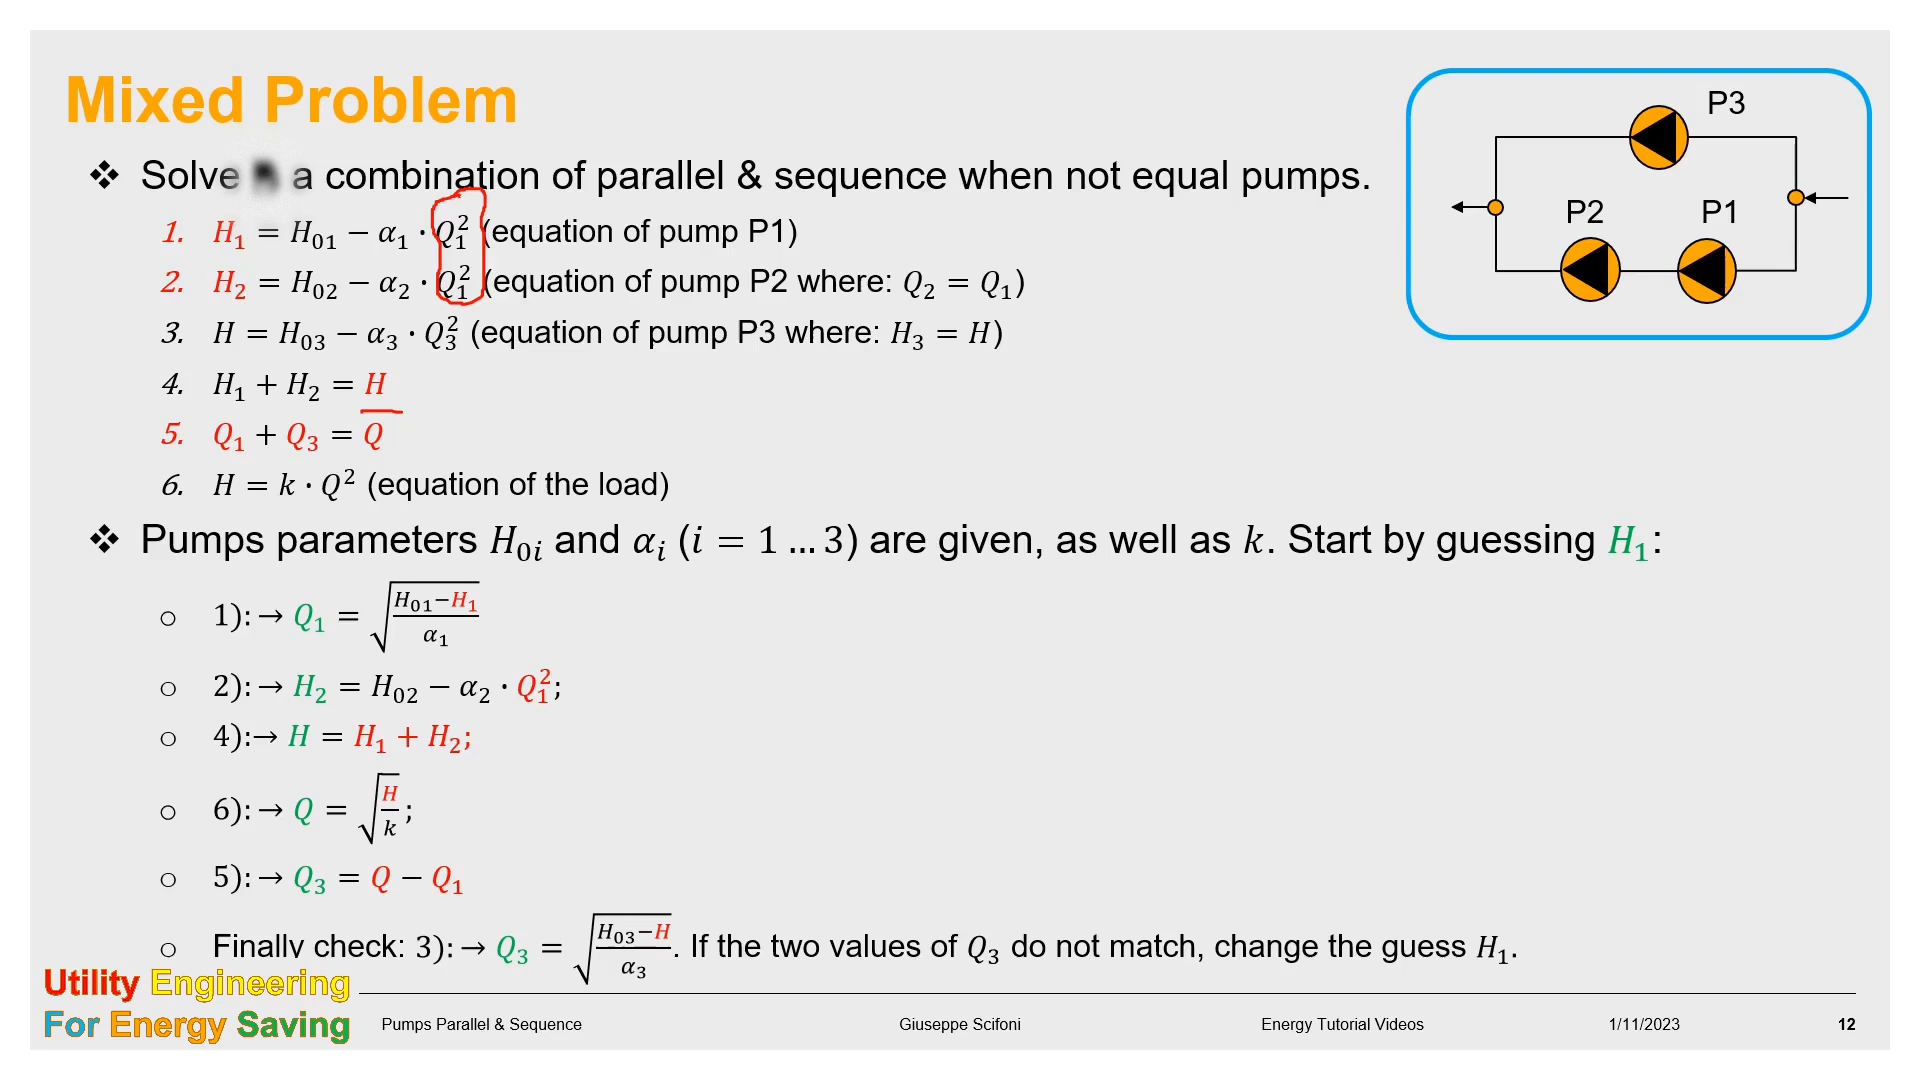 Mixed Problem
❖ Solve a combination of parallel & sequence when not equal pumps.
1. H₁ = H₀₁ − α₁ · Q₁² (equation of pump P1)
2. H₂ = H₀₂ − α₂ · Q₁² (equation of pump P2 where: Q₂ = Q₁)
3. H = H₀₃ − α₃ · Q₃² (equation of pump P3 where: H₃ = H)
4. H₁ + H₂ = H
5. Q₁ + Q₃ = Q
6. H = k · Q² (equation of the load)
P3
P2 P1
❖ Pumps parameters H₀ᵢ and αᵢ (i = 1 … 3) are given, as well as k. Start by guessing H₁:
o 1): → Q₁ = √((H₀₁−H₁)/α₁)
o 2): → H₂ = H₀₂ − α₂ · Q₁²;
o 4):→ H = H₁ + H₂;
o 6): → Q = √(H/k);
o 5): → Q₃ = Q − Q₁
o Finally check: 3): → Q₃ = √((H₀₃−H)/α₃). If the two values of Q₃ do not match, change the guess H₁.
Utility Engineering
For Energy Saving
Pumps Parallel & Sequence Giuseppe Scifoni Energy Tutorial Videos 1/11/2023 12